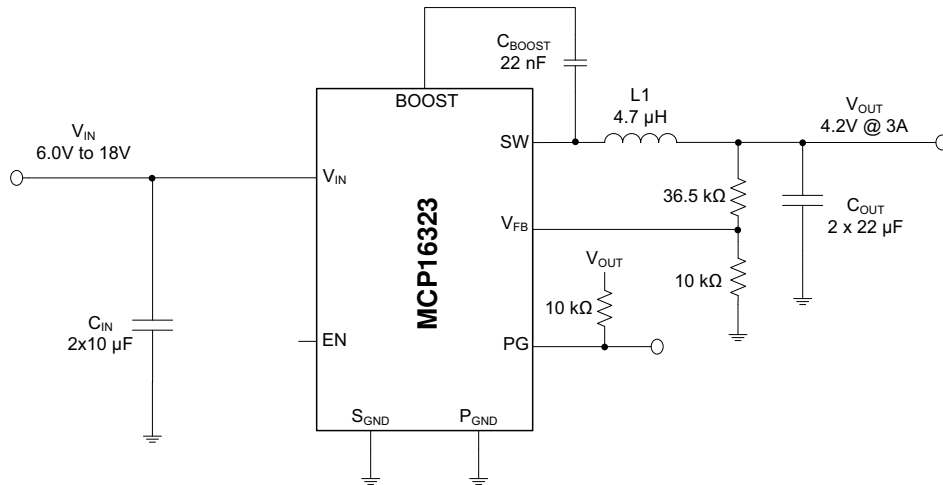 C_BOOST
22 nF
BOOST
L1
4.7 µH
V_OUT
4.2V @ 3A
V_IN
6.0V to 18V
SW
V_IN
36.5 kΩ
C_OUT
2 x 22 µF
V_FB
MCP16323
V_OUT
10 kΩ
10 kΩ
C_IN
2x10 µF
EN
PG
S_GND
P_GND